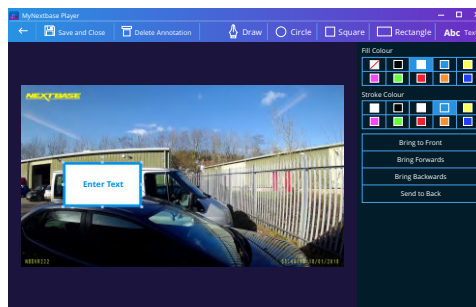 MyNextbase Player
Save and Close
Delete Annotation
Draw
Circle
Square
Rectangle
Abc Tex
Fill Colour
Stroke Colour
Bring to Front
Bring Forwards
Bring Backwards
Send to Back
NEXTBASE
Enter Text